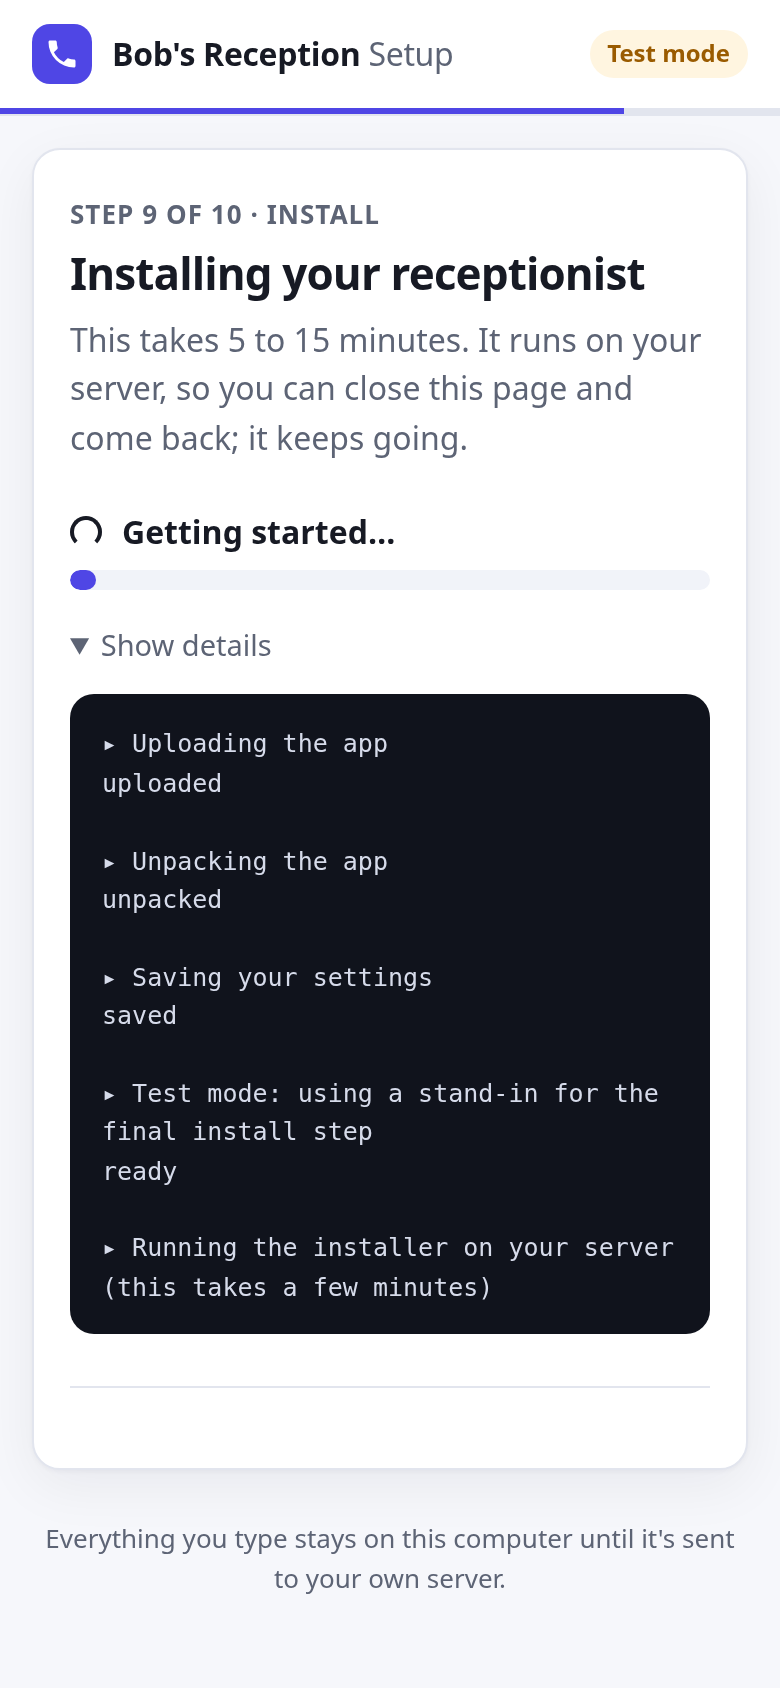 Bob's Reception Setup
Test mode
STEP 9 OF 10 · INSTALL
Installing your receptionist
This takes 5 to 15 minutes. It runs on your
server, so you can close this page and
come back; it keeps going.
Getting started...
▼ Show details
▸ Uploading the app
uploaded
▸ Unpacking the app
unpacked
▸ Saving your settings
saved
▸ Test mode: using a stand-in for the
final install step
ready
▸ Running the installer on your server
(this takes a few minutes)
Everything you type stays on this computer until it's sent
to your own server.